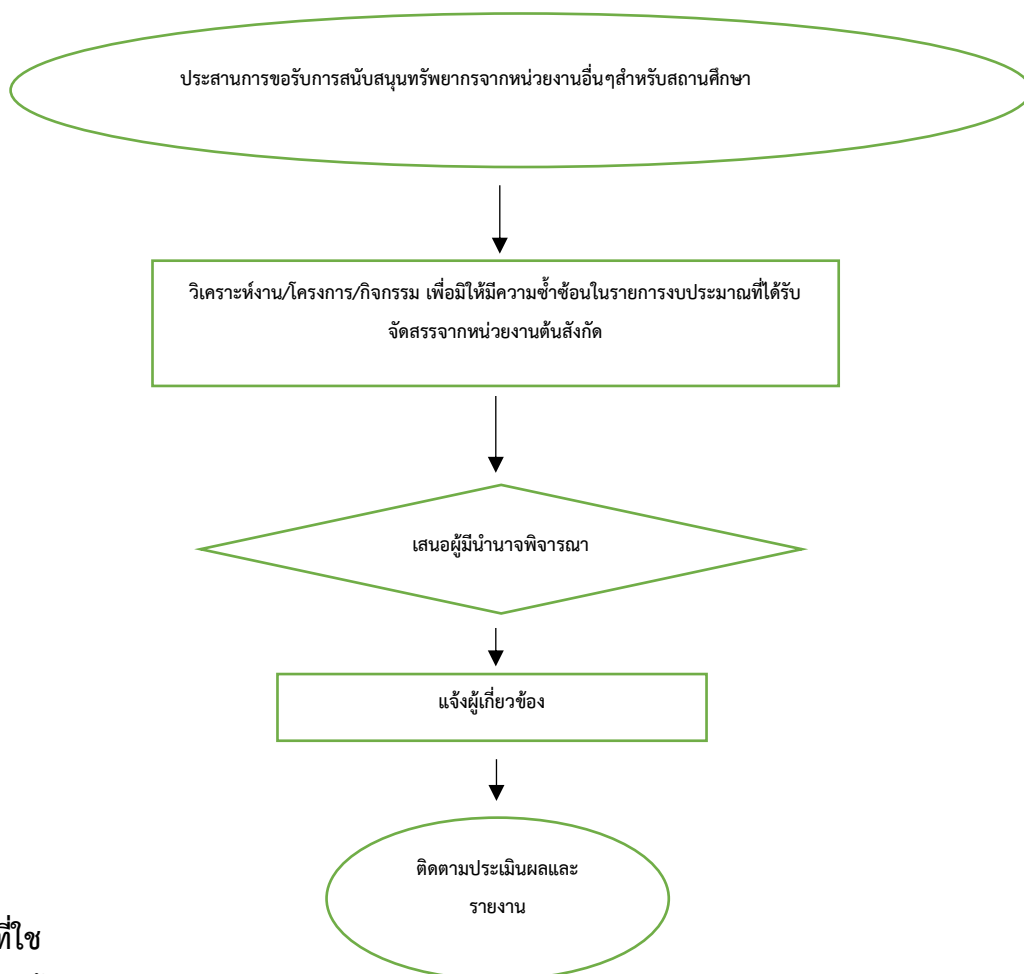 ประสานการขอรับการสนับสนุนทรัพยากรจากหน่วยงานอื่นๆสำหรับสถานศึกษา
วิเคราะห์งาน/โครงการ/กิจกรรม เพื่อมิให้มีความซ้ำซ้อนในรายการงบประมาณที่ได้รับ
จัดสรรจากหน่วยงานต้นสังกัด
เสนอผู้มีนำนาจพิจารณา
แจ้งผู้เกี่ยวข้อง
ติดตามประเมินผลและ
รายงาน
ที่ใช